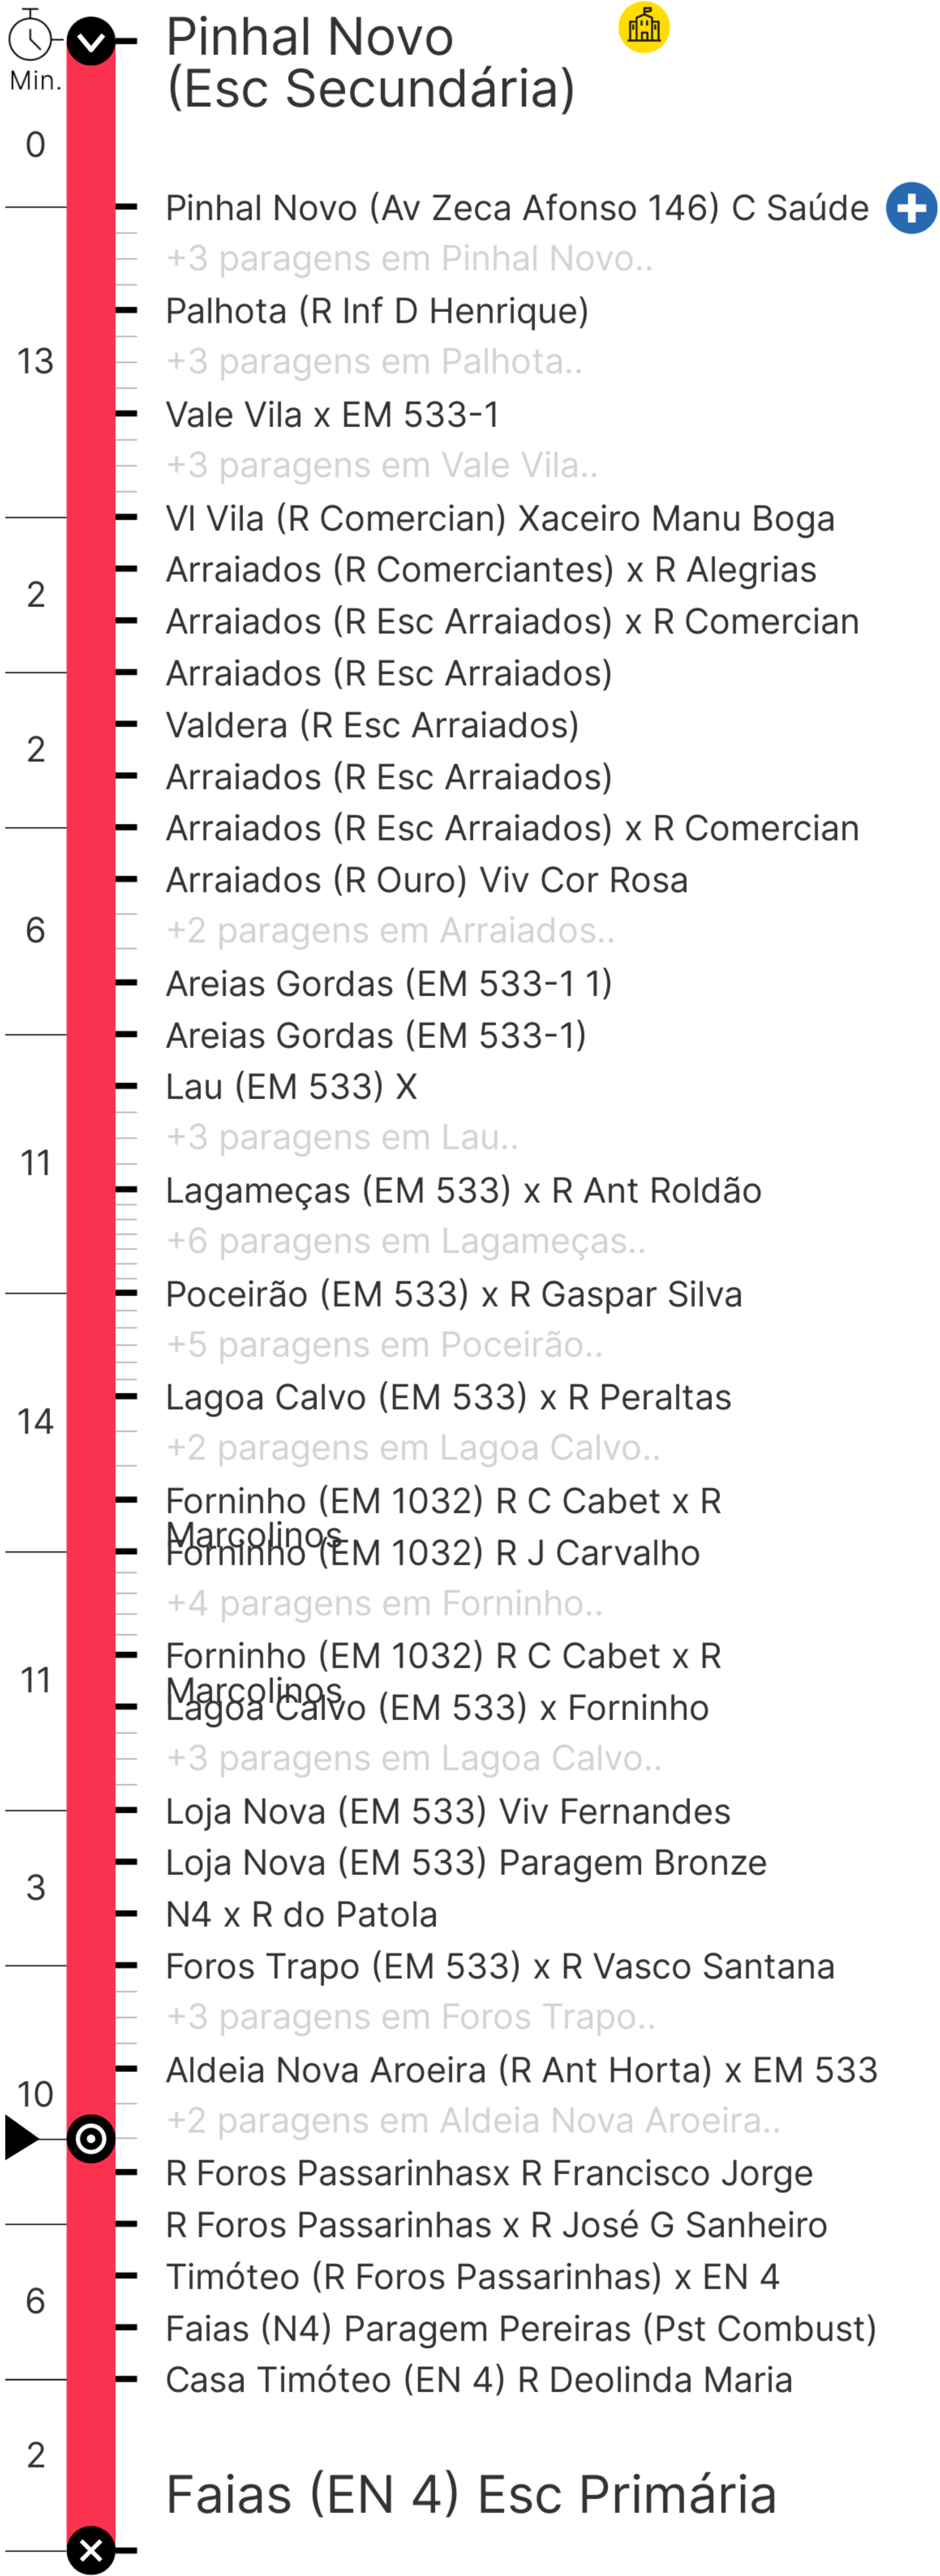 Pinhal Novo
(Esc Secundária)
Min.
0
Pinhal Novo (Av Zeca Afonso 146) C Saúde
+3 paragens em Pinhal Novo..
Palhota (R Inf D Henrique)
13
+3 paragens em Palhota..
Vale Vila x EM 533-1
+3 paragens em Vale Vila..
Vl Vila (R Comercian) Xaceiro Manu Boga
Arraiados (R Comerciantes) x R Alegrias
2
Arraiados (R Esc Arraiados) x R Comercian
Arraiados (R Esc Arraiados)
Valdera (R Esc Arraiados)
2
Arraiados (R Esc Arraiados)
Arraiados (R Esc Arraiados) x R Comercian
Arraiados (R Ouro) Viv Cor Rosa
6
+2 paragens em Arraiados..
Areias Gordas (EM 533-1 1)
Areias Gordas (EM 533-1)
Lau (EM 533) X
+3 paragens em Lau..
11
Lagameças (EM 533) x R Ant Roldão
+6 paragens em Lagameças..
Poceirão (EM 533) x R Gaspar Silva
+5 paragens em Poceirão..
Lagoa Calvo (EM 533) x R Peraltas
14
+2 paragens em Lagoa Calvo..
Forninho (EM 1032) R C Cabet x R
Marcolinos
Forninho (EM 1032) R J Carvalho
+4 paragens em Forninho..
Forninho (EM 1032) R C Cabet x R
11
Marcolinos
Lagoa Calvo (EM 533) x Forninho
+3 paragens em Lagoa Calvo..
Loja Nova (EM 533) Viv Fernandes
Loja Nova (EM 533) Paragem Bronze
3
N4 x R do Patola
Foros Trapo (EM 533) x R Vasco Santana
+3 paragens em Foros Trapo..
Aldeia Nova Aroeira (R Ant Horta) x EM 533
10
+2 paragens em Aldeia Nova Aroeira..
R Foros Passarinhasx R Francisco Jorge
R Foros Passarinhas x R José G Sanheiro
Timóteo (R Foros Passarinhas) x EN 4
6
Faias (N4) Paragem Pereiras (Pst Combust)
Casa Timóteo (EN 4) R Deolinda Maria
2
Faias (EN 4) Esc Primária